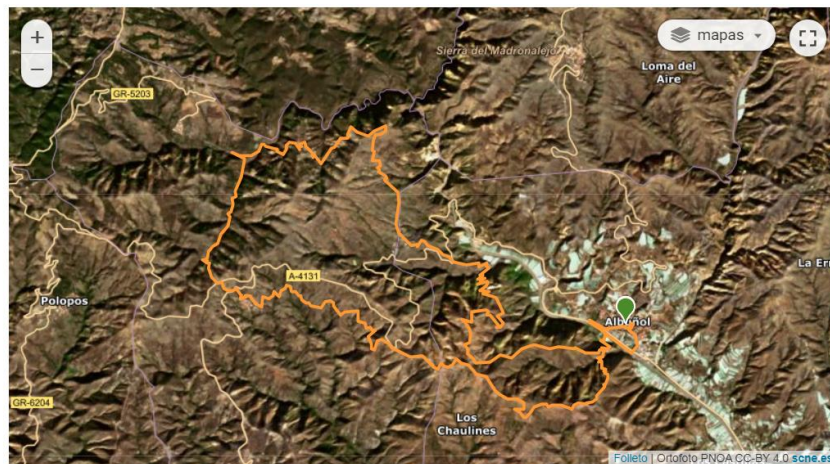 +
−
mapas
Sierra del Madroñalejo
Loma del
Aire
GR-5203
La Er
A-4131
Polopos
Albuñol
GR-6204
Los
Chaulines
Folleto | Ortofoto PNOA CC-BY 4.0 scne.es